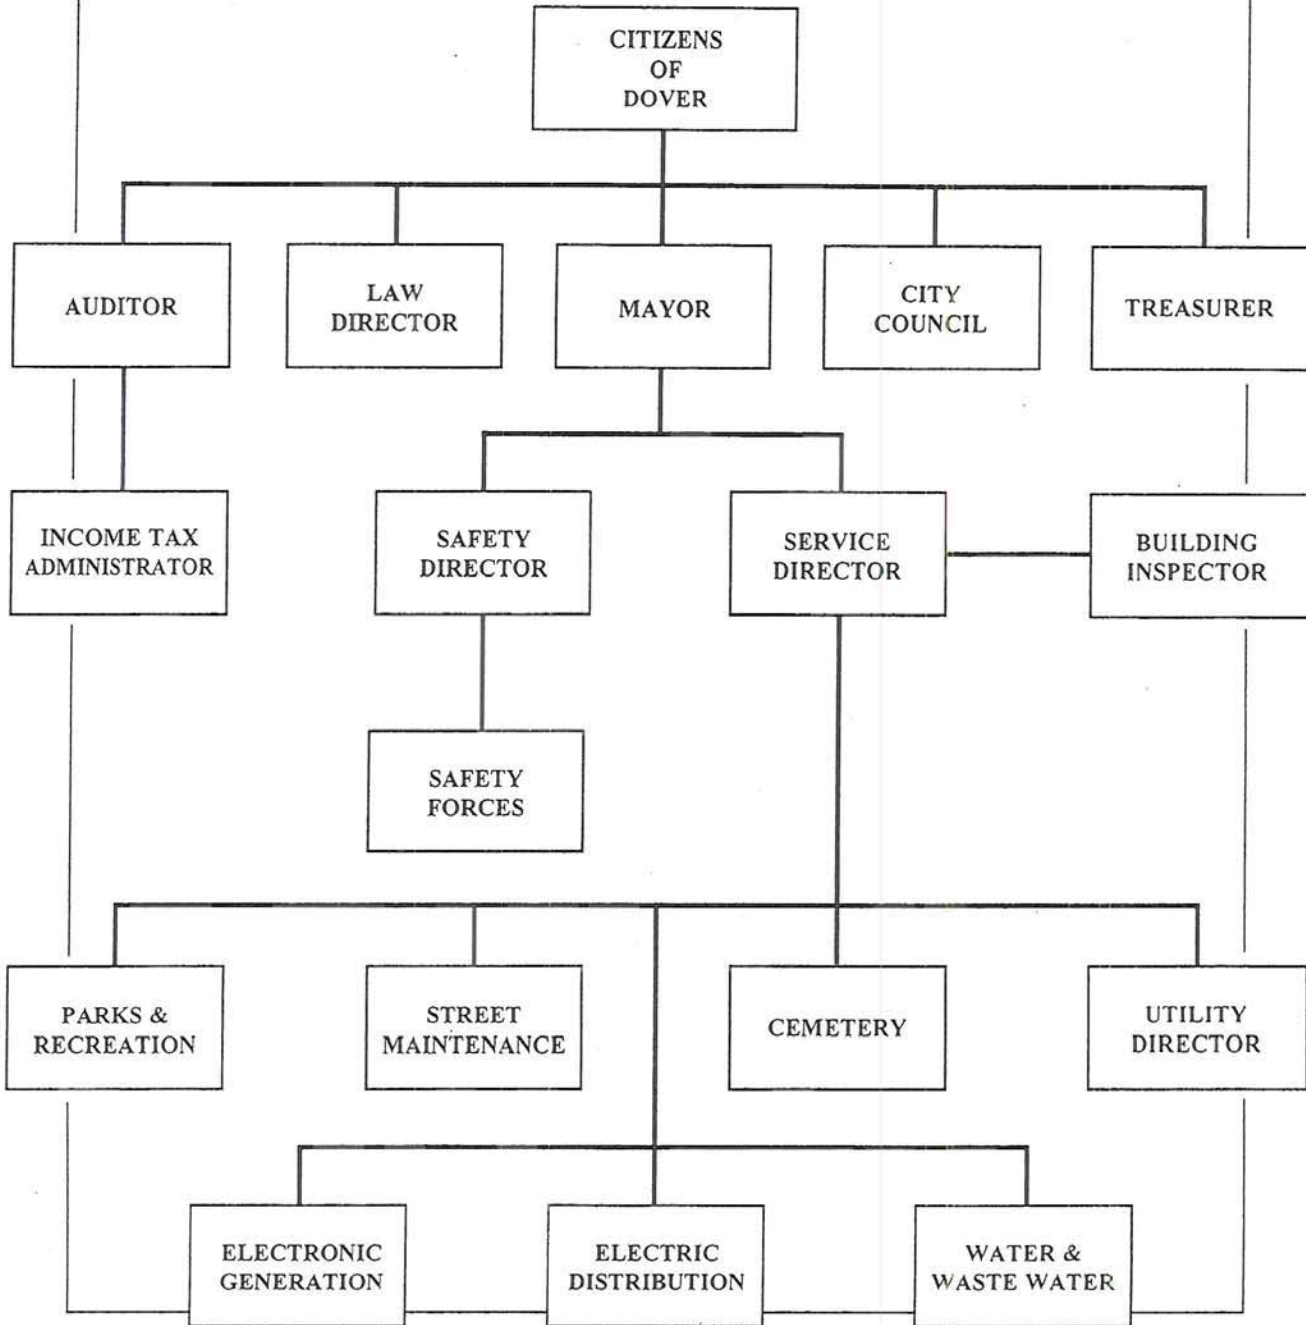 CITIZENS
OF
DOVER
AUDITOR
LAW
DIRECTOR
MAYOR
CITY
COUNCIL
TREASURER
INCOME TAX
ADMINISTRATOR
SAFETY
DIRECTOR
SERVICE
DIRECTOR
BUILDING
INSPECTOR
SAFETY
FORCES
PARKS &
RECREATION
STREET
MAINTENANCE
CEMETERY
UTILITY
DIRECTOR
ELECTRONIC
GENERATION
ELECTRIC
DISTRIBUTION
WATER &
WASTE WATER